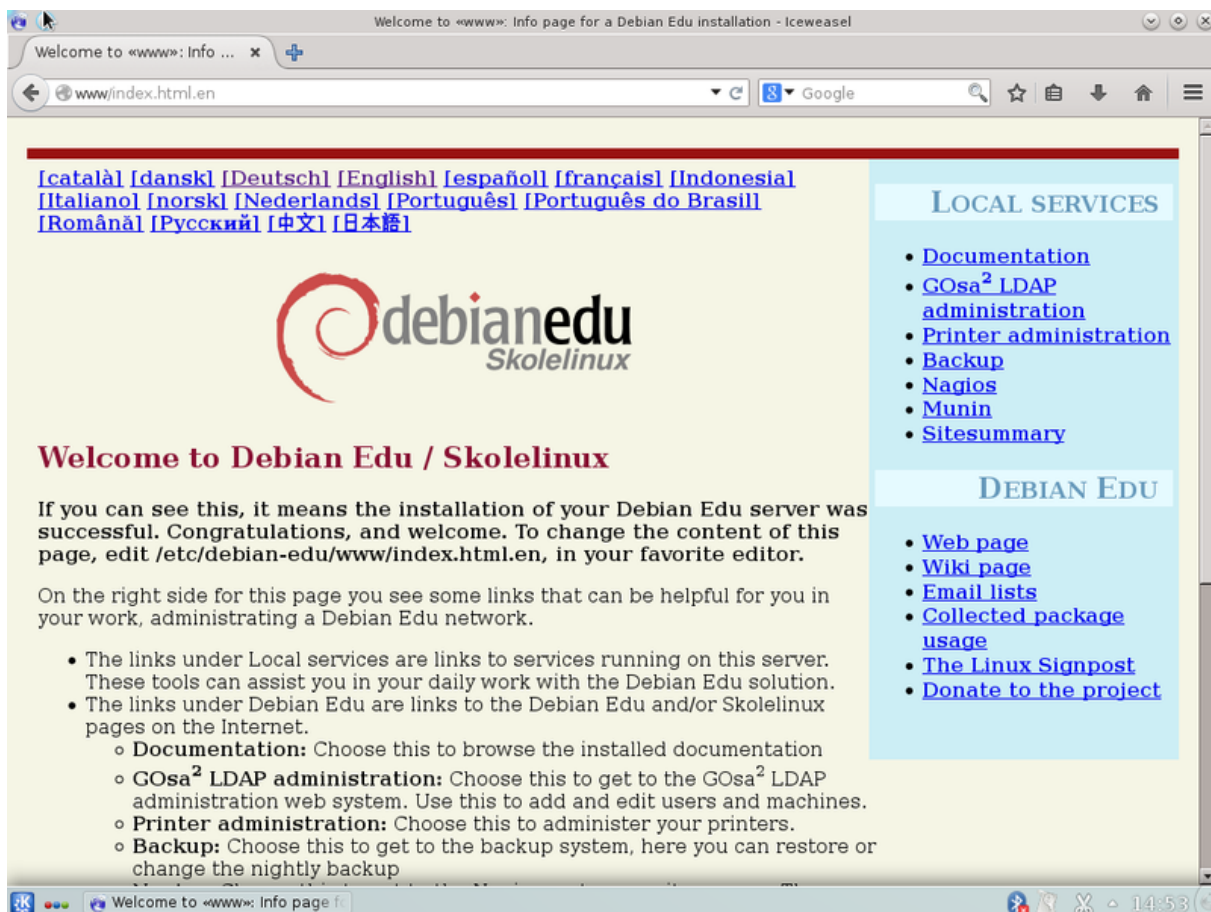 Welcome to «www»: Info page for a Debian Edu installation - Iceweasel
Welcome to «www»: Info ...
www/index.html.en
Google
[català] [dansk] [Deutsch] [English] [español] [français] [Indonesia]
[Italiano] [norsk] [Nederlands] [Português] [Português do Brasil]
[Română] [Русский] [中文] [日本語]
debianedu
Skolelinux
Welcome to Debian Edu / Skolelinux
If you can see this, it means the installation of your Debian Edu server was
successful. Congratulations, and welcome. To change the content of this
page, edit /etc/debian-edu/www/index.html.en, in your favorite editor.
On the right side for this page you see some links that can be helpful for you in
your work, administrating a Debian Edu network.
• The links under Local services are links to services running on this server.
These tools can assist you in your daily work with the Debian Edu solution.
• The links under Debian Edu are links to the Debian Edu and/or Skolelinux
pages on the Internet.
◦ Documentation: Choose this to browse the installed documentation
◦ GOsa² LDAP administration: Choose this to get to the GOsa² LDAP
administration web system. Use this to add and edit users and machines.
◦ Printer administration: Choose this to administer your printers.
◦ Backup: Choose this to get to the backup system, here you can restore or
change the nightly backup
LOCAL SERVICES
• Documentation
• GOsa² LDAP
administration
• Printer administration
• Backup
• Nagios
• Munin
• Sitesummary
DEBIAN EDU
• Web page
• Wiki page
• Email lists
• Collected package
usage
• The Linux Signpost
• Donate to the project
Welcome to «www»: Info page fo
14:53